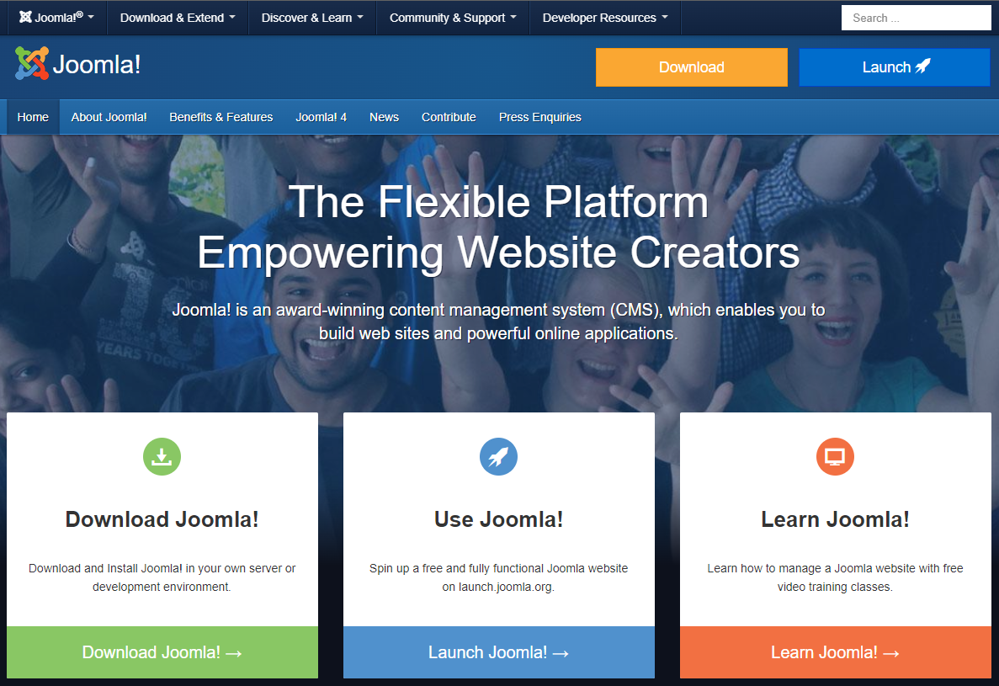 Joomla!® Download & Extend Discover & Learn Community & Support Developer Resources Search ...
Joomla! Download Launch
Home About Joomla! Benefits & Features Joomla! 4 News Contribute Press Enquiries
The Flexible Platform
Empowering Website Creators
Joomla! is an award-winning content management system (CMS), which enables you to
build web sites and powerful online applications.
YEARS TOGETHER
Download Joomla!
Download and Install Joomla! in your own server or
development environment.
Download Joomla! →
Use Joomla!
Spin up a free and fully functional Joomla website
on launch.joomla.org.
Launch Joomla! →
Learn Joomla!
Learn how to manage a Joomla website with free
video training classes.
Learn Joomla! →